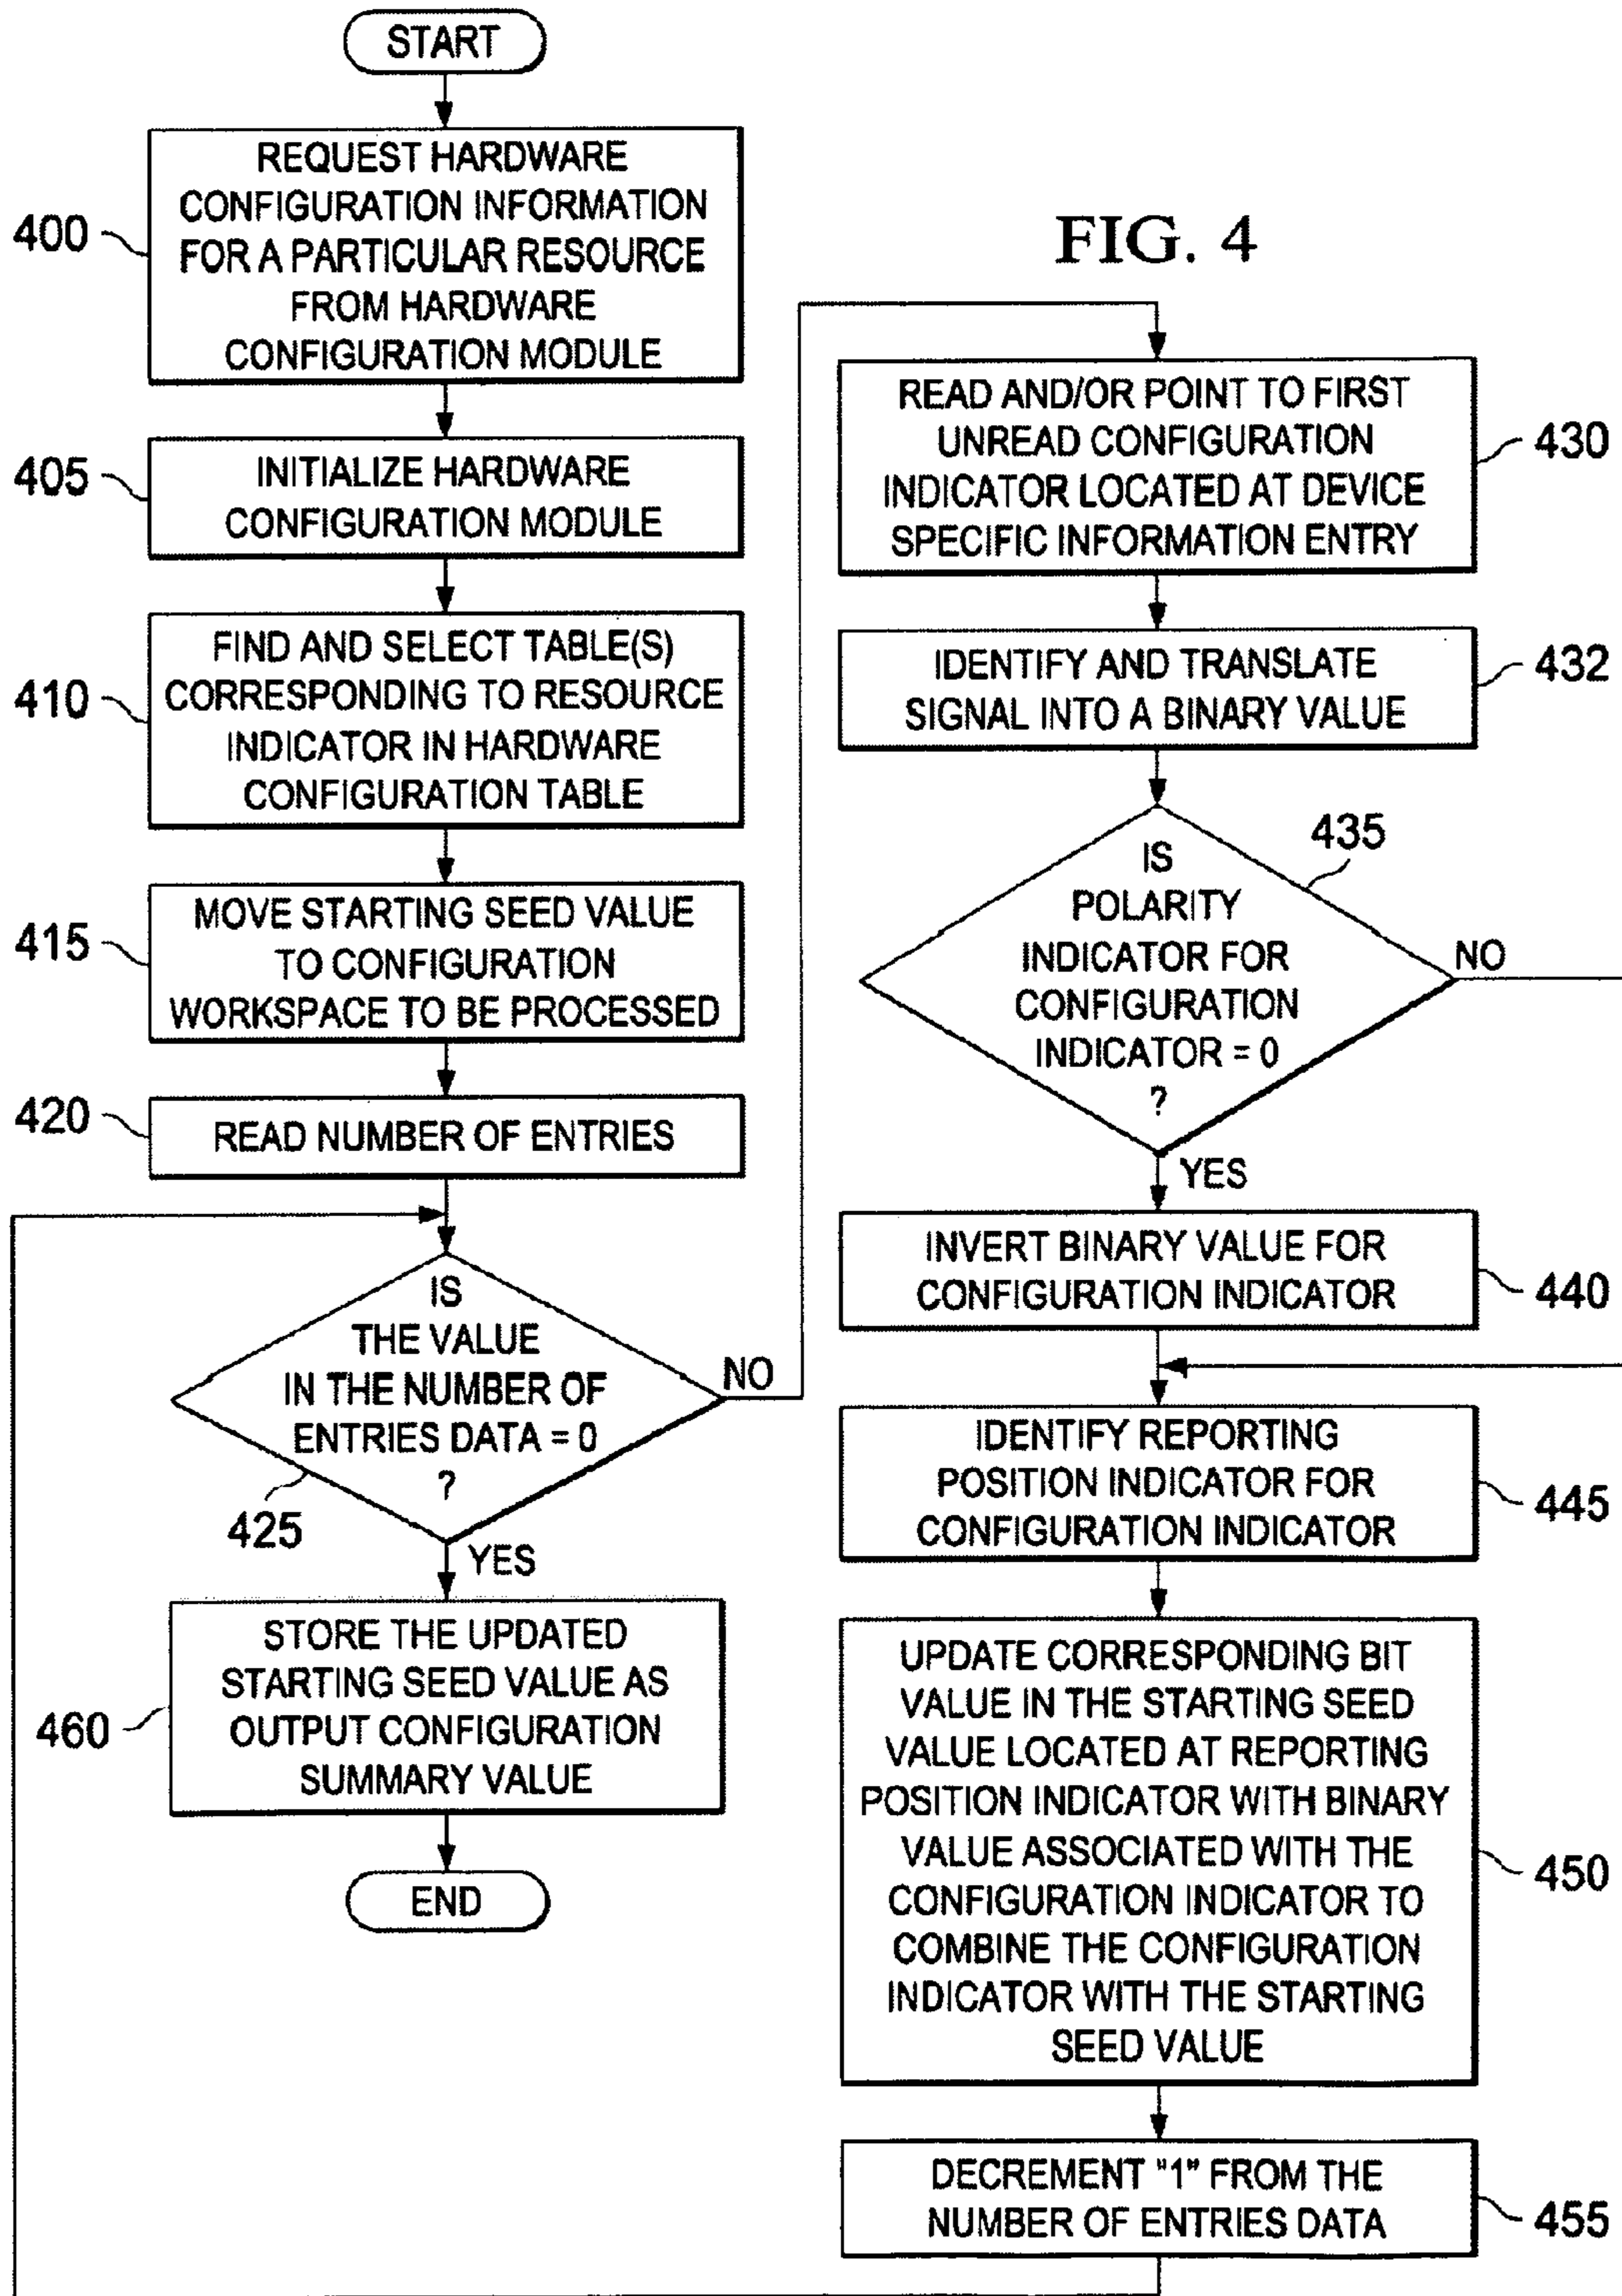 START
400
REQUEST HARDWARE
CONFIGURATION INFORMATION
FOR A PARTICULAR RESOURCE
FROM HARDWARE
CONFIGURATION MODULE
405
INITIALIZE HARDWARE
CONFIGURATION MODULE
410
FIND AND SELECT TABLE(S)
CORRESPONDING TO RESOURCE
INDICATOR IN HARDWARE
CONFIGURATION TABLE
415
MOVE STARTING SEED VALUE
TO CONFIGURATION
WORKSPACE TO BE PROCESSED
420
READ NUMBER OF ENTRIES
IS
THE VALUE
IN THE NUMBER OF
ENTRIES DATA = 0
?
NO
425
YES
460
STORE THE UPDATED
STARTING SEED VALUE AS
OUTPUT CONFIGURATION
SUMMARY VALUE
END
FIG. 4
READ AND/OR POINT TO FIRST
UNREAD CONFIGURATION
INDICATOR LOCATED AT DEVICE
SPECIFIC INFORMATION ENTRY
430
IDENTIFY AND TRANSLATE
SIGNAL INTO A BINARY VALUE
432
435
IS
POLARITY
INDICATOR FOR
CONFIGURATION
INDICATOR = 0
?
NO
YES
INVERT BINARY VALUE FOR
CONFIGURATION INDICATOR
440
IDENTIFY REPORTING
POSITION INDICATOR FOR
CONFIGURATION INDICATOR
445
UPDATE CORRESPONDING BIT
VALUE IN THE STARTING SEED
VALUE LOCATED AT REPORTING
POSITION INDICATOR WITH BINARY
VALUE ASSOCIATED WITH THE
CONFIGURATION INDICATOR TO
COMBINE THE CONFIGURATION
INDICATOR WITH THE STARTING
SEED VALUE
450
DECREMENT "1" FROM THE
NUMBER OF ENTRIES DATA
455